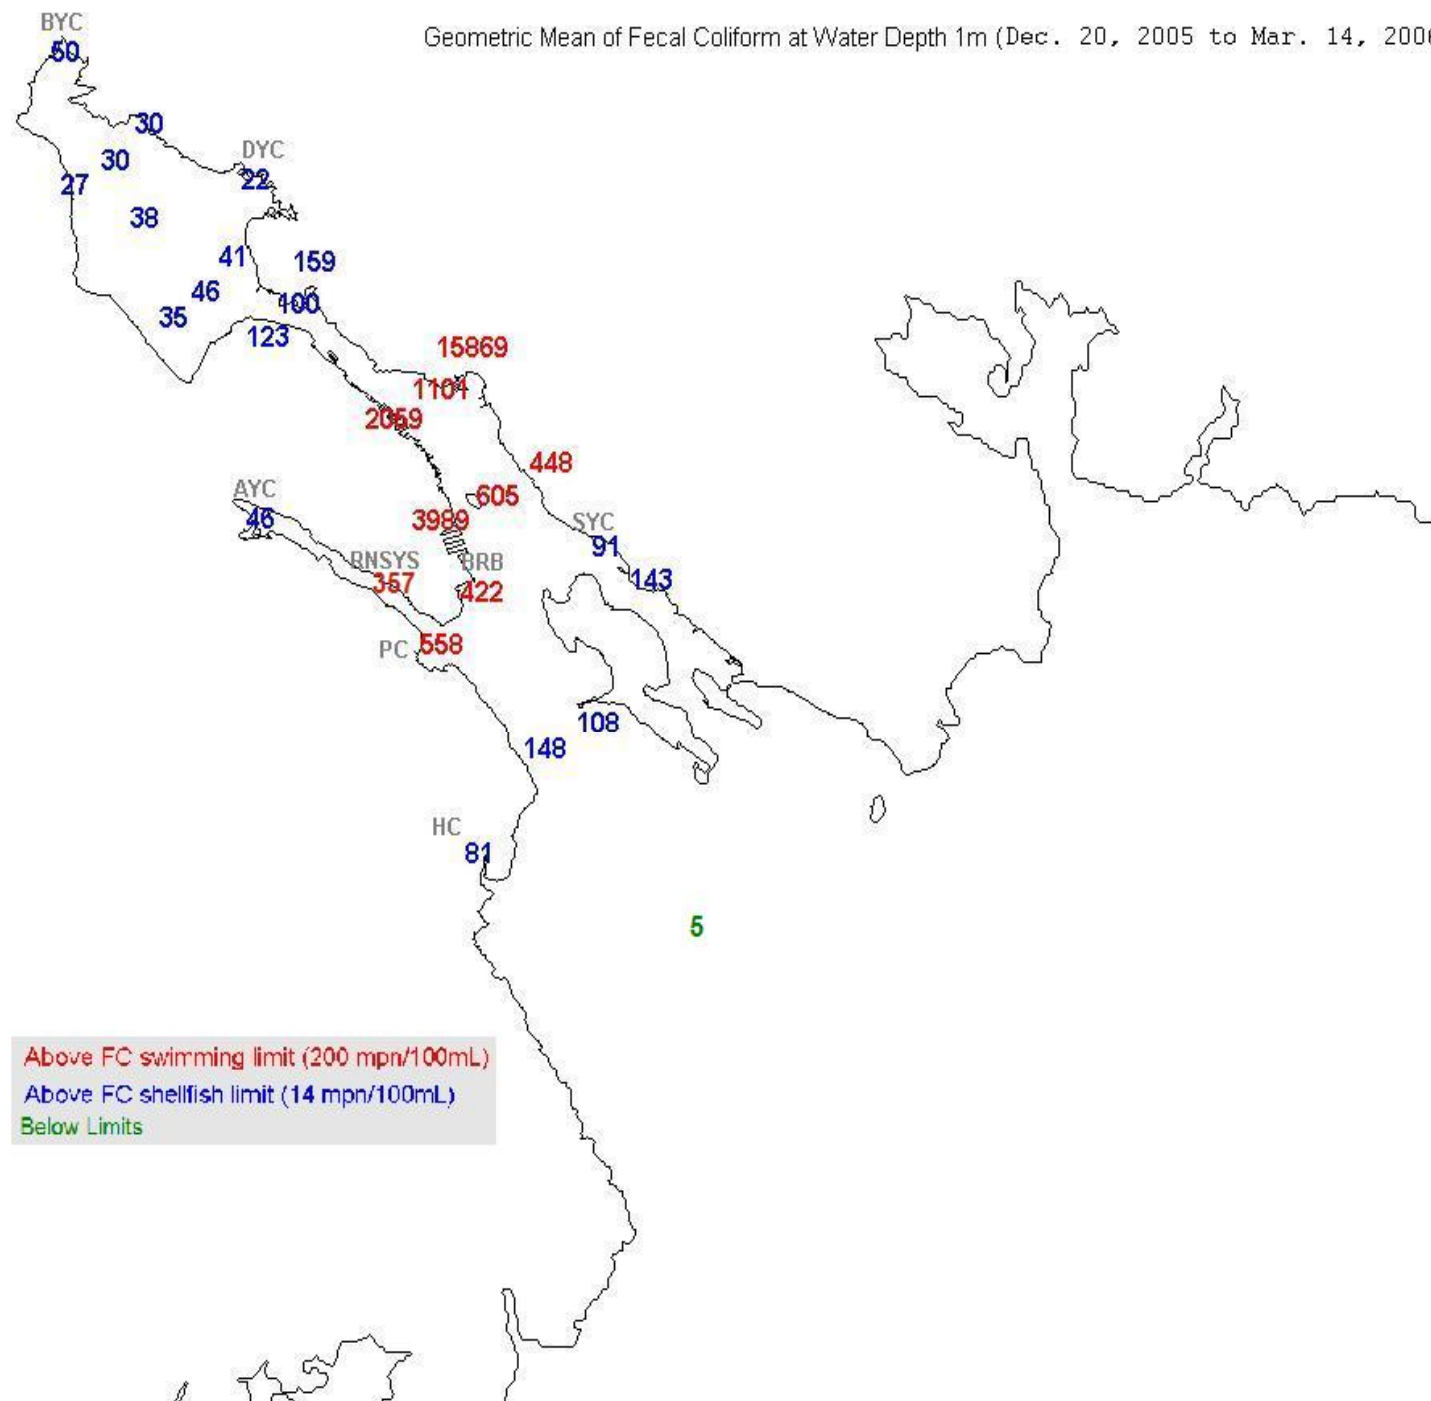 BYC
Geometric Mean of Fecal Coliform at Water Depth 1m (Dec. 20, 2005 to Mar. 14, 2006
50
30
DYC
30
22
27
38
41
159
46
100
35
123
15869
1101
2059
448
AYC
605
46
3989
SYC
91
RNSYS
BRB
143
357
422
558
PC
108
148
HC
81
5
Above FC swimming limit (200 mpn/100mL)
Above FC shellfish limit (14 mpn/100mL)
Below Limits